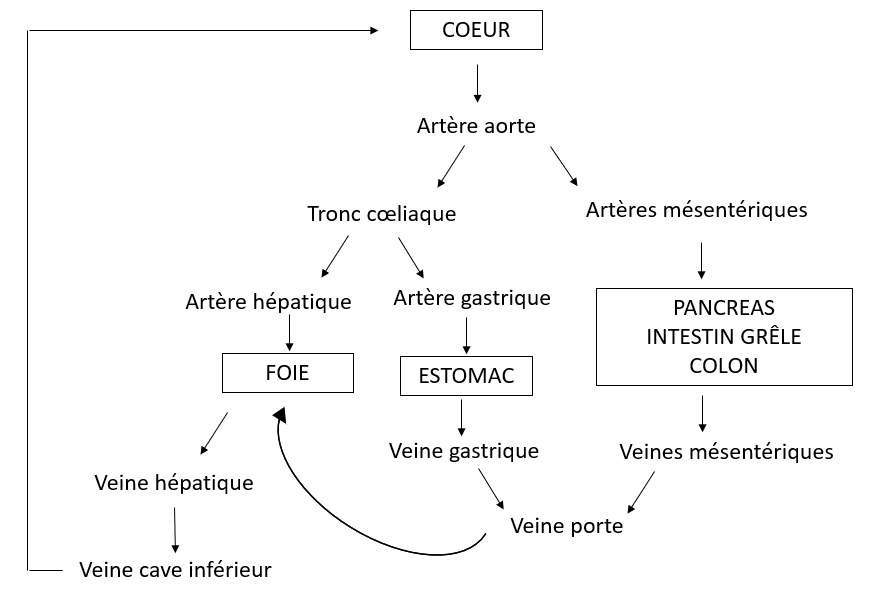 COEUR
Artère aorte
Tronc cœliaque
Artères mésentériques
Artère hépatique
Artère gastrique
PANCREAS
INTESTIN GRÊLE
COLON
FOIE
ESTOMAC
Veine gastrique
Veines mésentériques
Veine hépatique
Veine porte
Veine cave inférieur